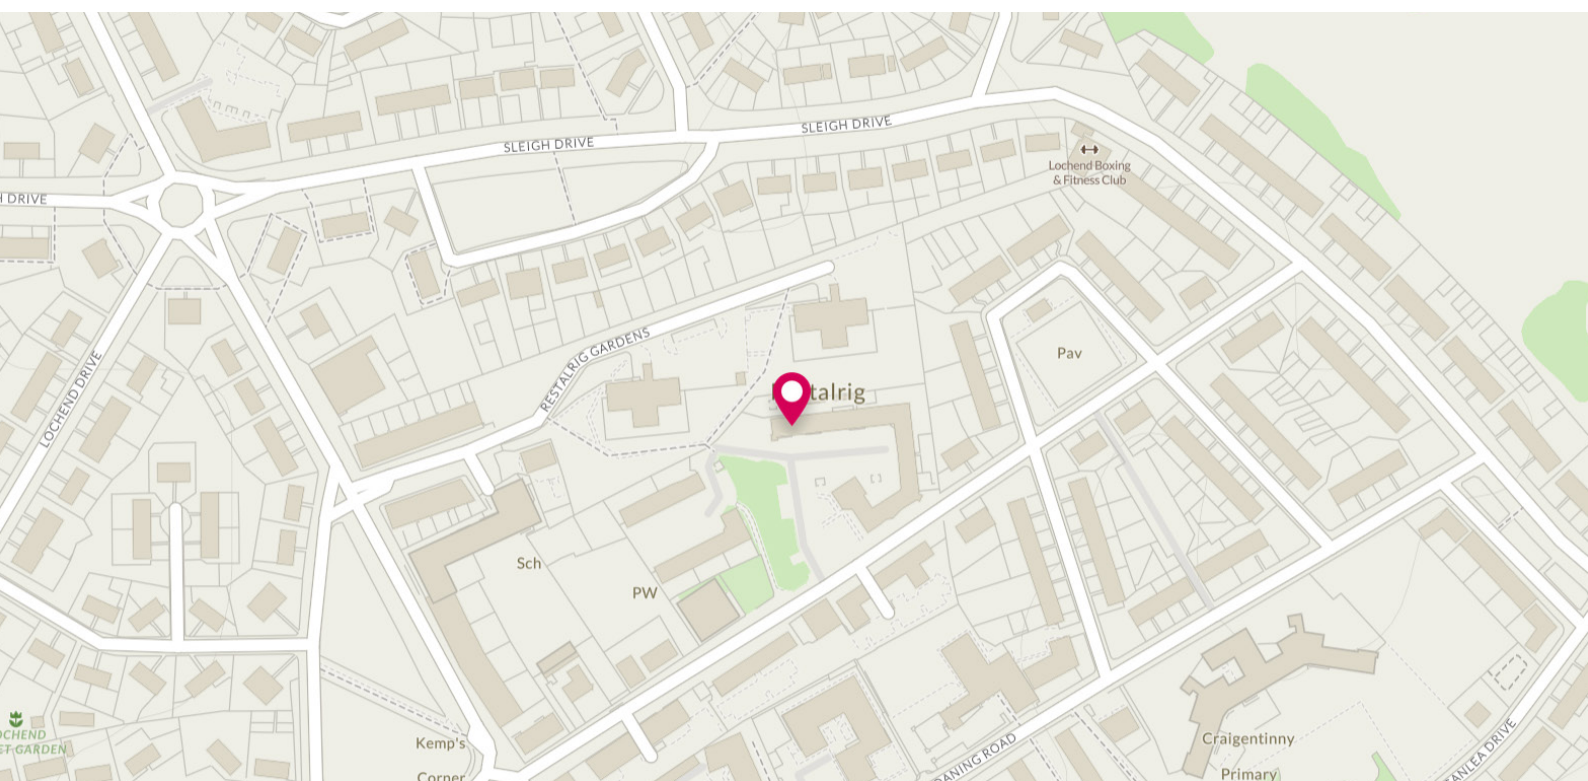 SLEIGH DRIVE
SLEIGH DRIVE
Lochend Boxing
& Fitness Club
DRIVE
RESTALRIG GARDENS
LOCHEND DRIVE
Pav
talrig
Sch
PW
Kemp's
Corner
Craigentinny
Primary